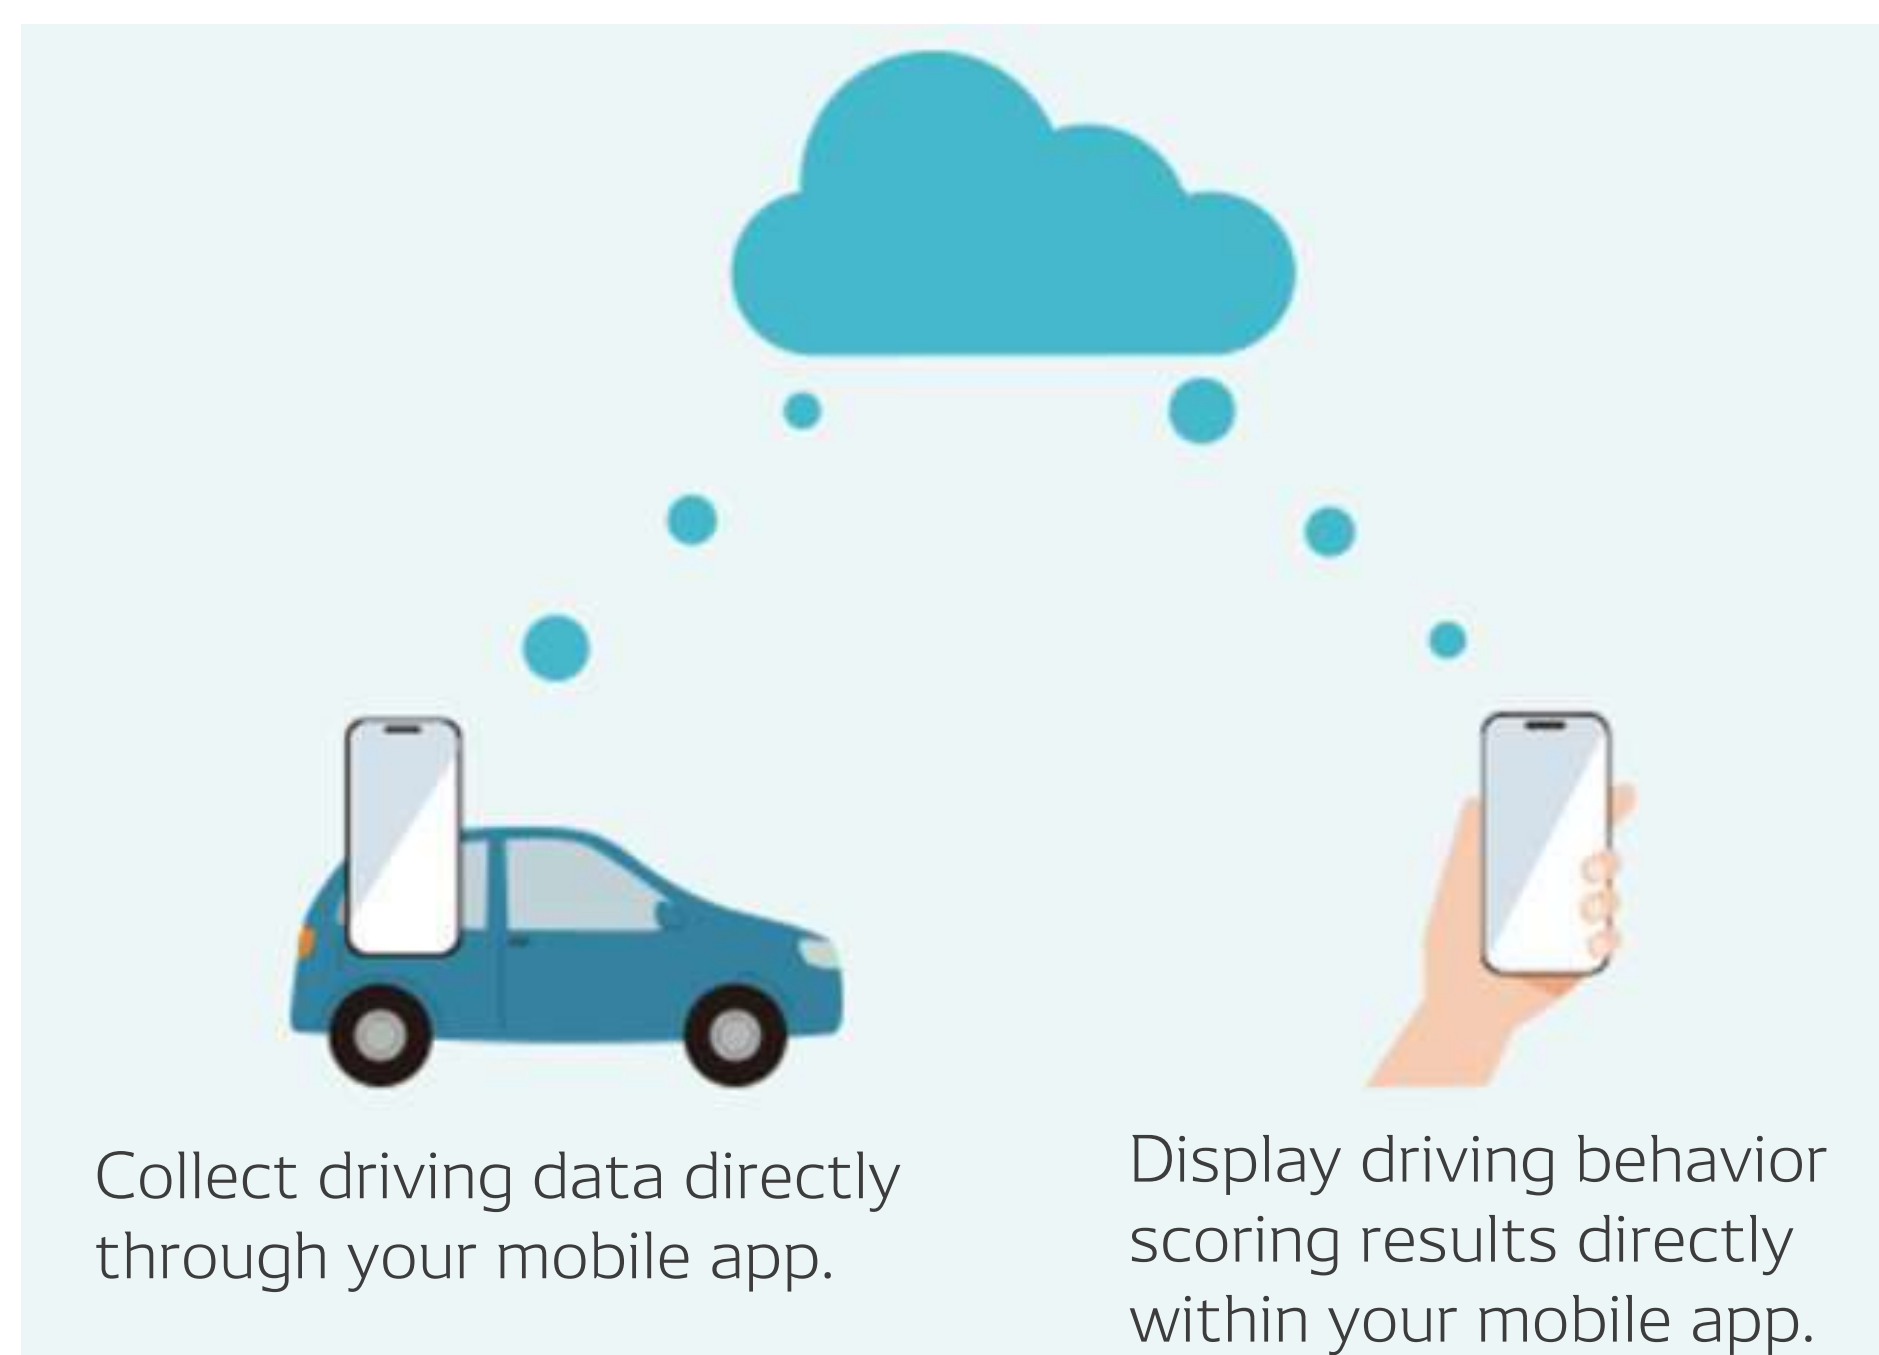 Collect driving data directly
through your mobile app.
Display driving behavior
scoring results directly
within your mobile app.